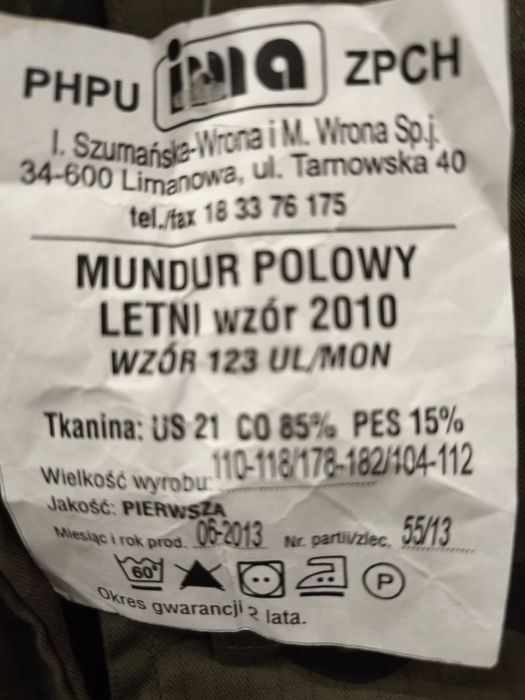 PHPU ima ZPCH
I. Szumańska-Wrona i M. Wrona Sp.j.
34-600 Limanowa, ul. Tarnowska 40
tel./fax 18 33 76 175
MUNDUR POLOWY
LETNI wzór 2010
WZÓR 123 UL/MON
Tkanina: US 21 CO 85% PES 15%
Wielkość wyrobu: 110-118/178-182/104-112
Jakość: PIERWSZA
Miesiąc i rok prod. 06-2013 Nr. partii/zlec. 55/13
60° P
Okres gwarancji 2 lata.